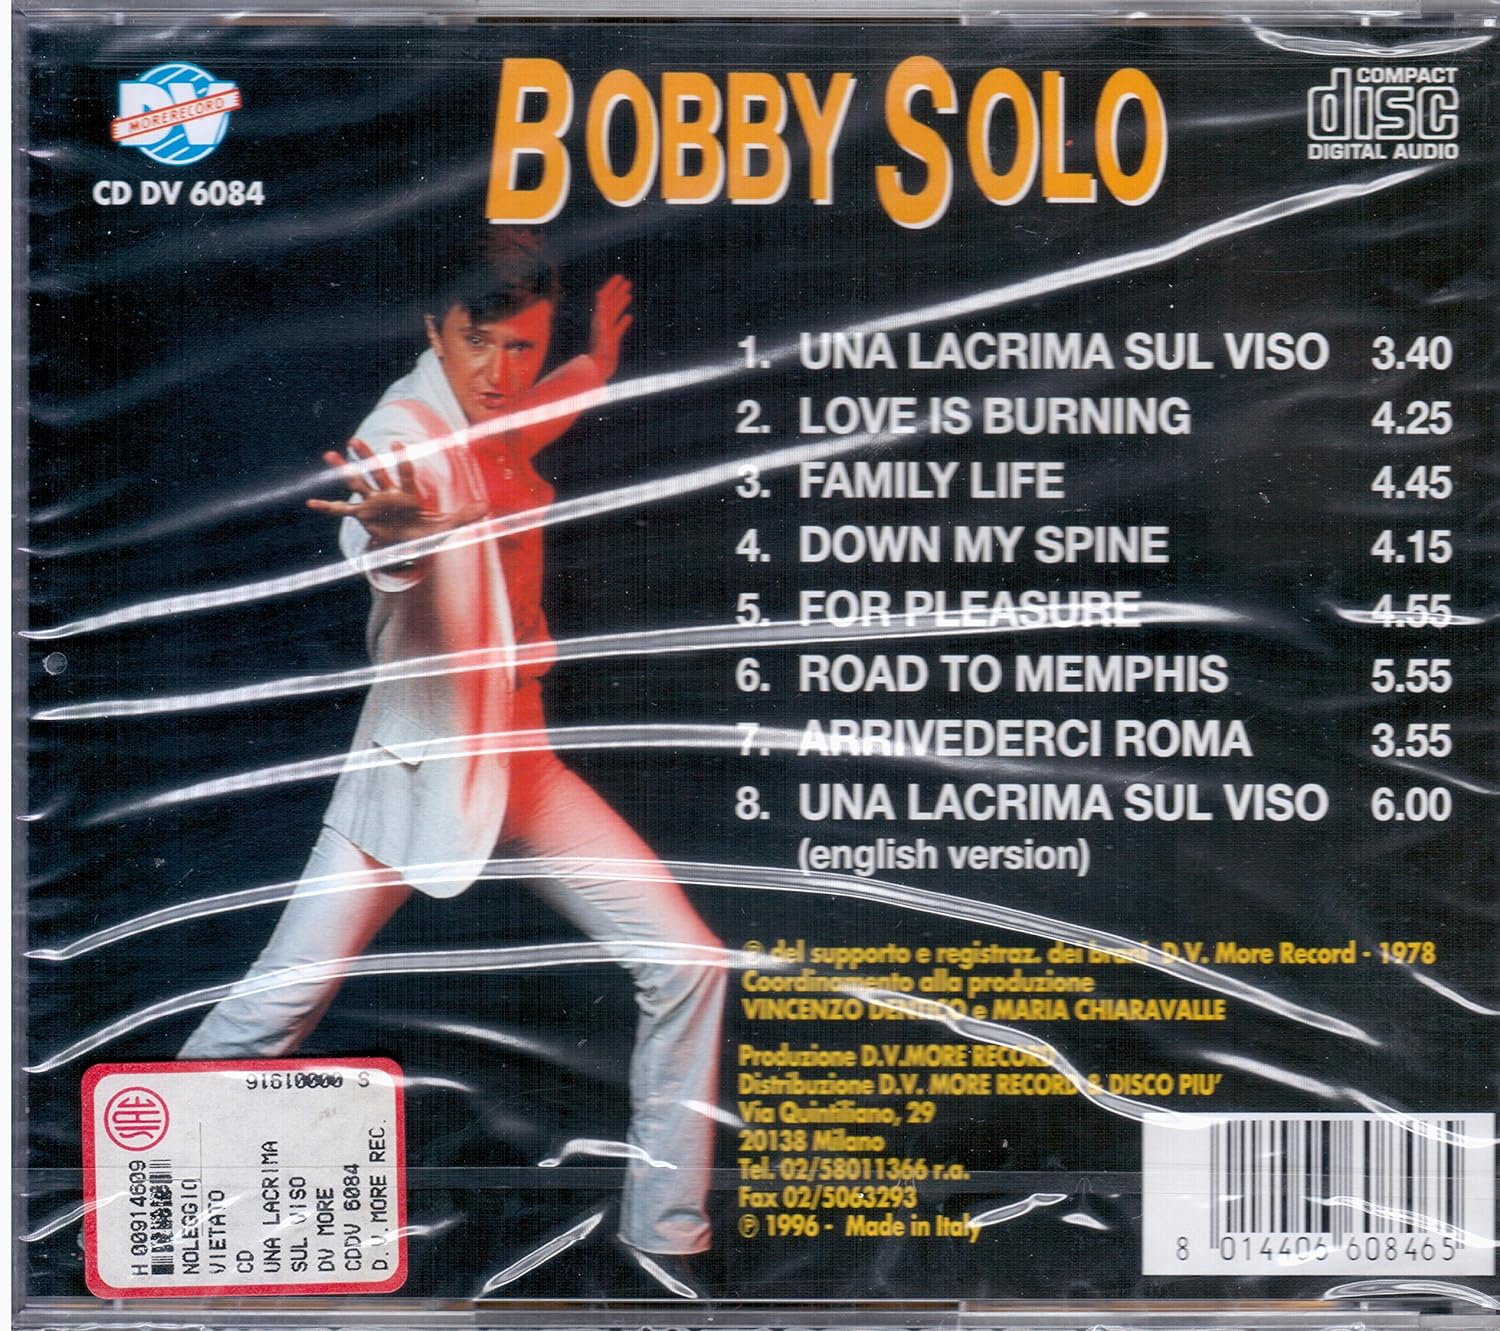 DV
MORERECORD
CD DV 6084
BOBBY SOLO
COMPACT
disc
DIGITAL AUDIO
1. UNA LACRIMA SUL VISO 3.40
2. LOVE IS BURNING 4.25
3. FAMILY LIFE 4.45
4. DOWN MY SPINE 4.15
5. FOR PLEASURE 4.55
6. ROAD TO MEMPHIS 5.55
7. ARRIVEDERCI ROMA 3.55
8. UNA LACRIMA SUL VISO 6.00
(english version)
℗ del supporto e registraz. dei brani D.V. More Record - 1978
Coordinamento alla produzione
VINCENZO DENTICO e MARIA CHIARAVALLE
Produzione D.V.MORE RECORD
Distribuzione D.V. MORE RECORD & DISCO PIU'
Via Quintiliano, 29
20138 Milano
Tel. 02/58011366 r.a.
Fax 02/5063293
℗ 1996 - Made in Italy
SIAE
S 00001916
H 00914609
NOLEGGIO
VIETATO
CD
UNA LACRIMA
SUL VISO
DV MORE
CDDV 6084
D.V.MORE REC.
8 014406 608465